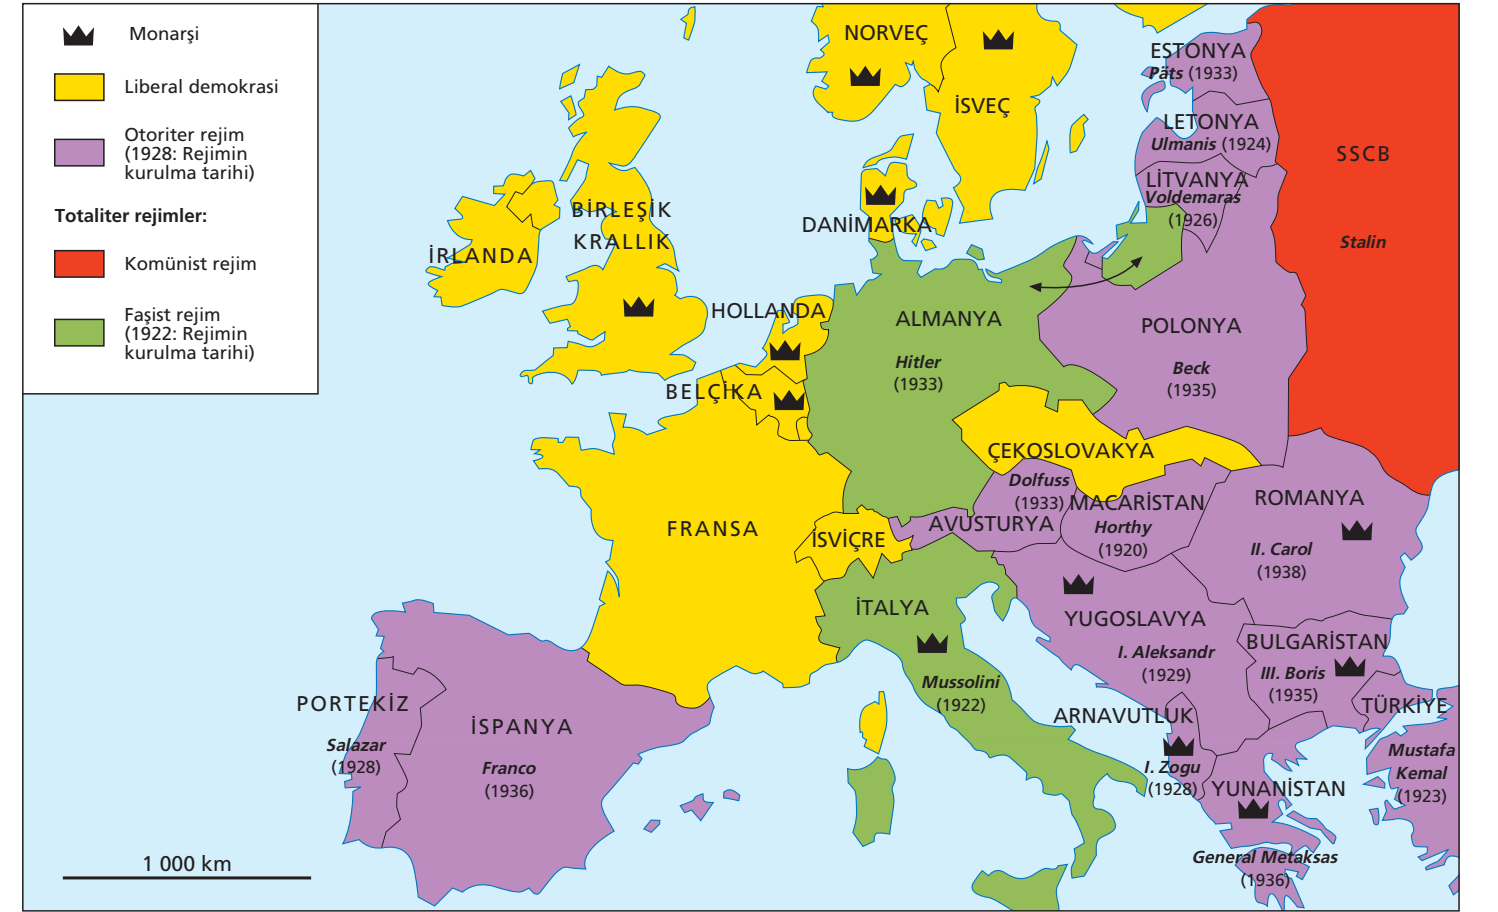 Monarşi
Liberal demokrasi
Otoriter rejim
(1928: Rejimin
kurulma tarihi)
Totaliter rejimler:
Komünist rejim
Faşist rejim
(1922: Rejimin
kurulma tarihi)
NORVEÇ
İSVEÇ
ESTONYA
Päts (1933)
LETONYA
Ulmanis (1924)
LİTVANYA
Voldemaras
(1926)
SSCB
Stalin
DANİMARKA
BİRLEŞİK
KRALLIK
İRLANDA
HOLLANDA
BELÇİKA
ALMANYA
Hitler
(1933)
POLONYA
Beck
(1935)
ÇEKOSLOVAKYA
Dolfuss
(1933)
AVUSTURYA
MACARİSTAN
Horthy
(1920)
ROMANYA
II. Carol
(1938)
FRANSA
İSVİÇRE
İTALYA
Mussolini
(1922)
YUGOSLAVYA
I. Aleksandr
(1929)
BULGARİSTAN
III. Boris
(1935)
PORTEKİZ
Salazar
(1928)
İSPANYA
Franco
(1936)
ARNAVUTLUK
I. Zogu
(1928)
TÜRKİYE
Mustafa
Kemal
(1923)
YUNANİSTAN
General Metaksas
(1936)
1 000 km